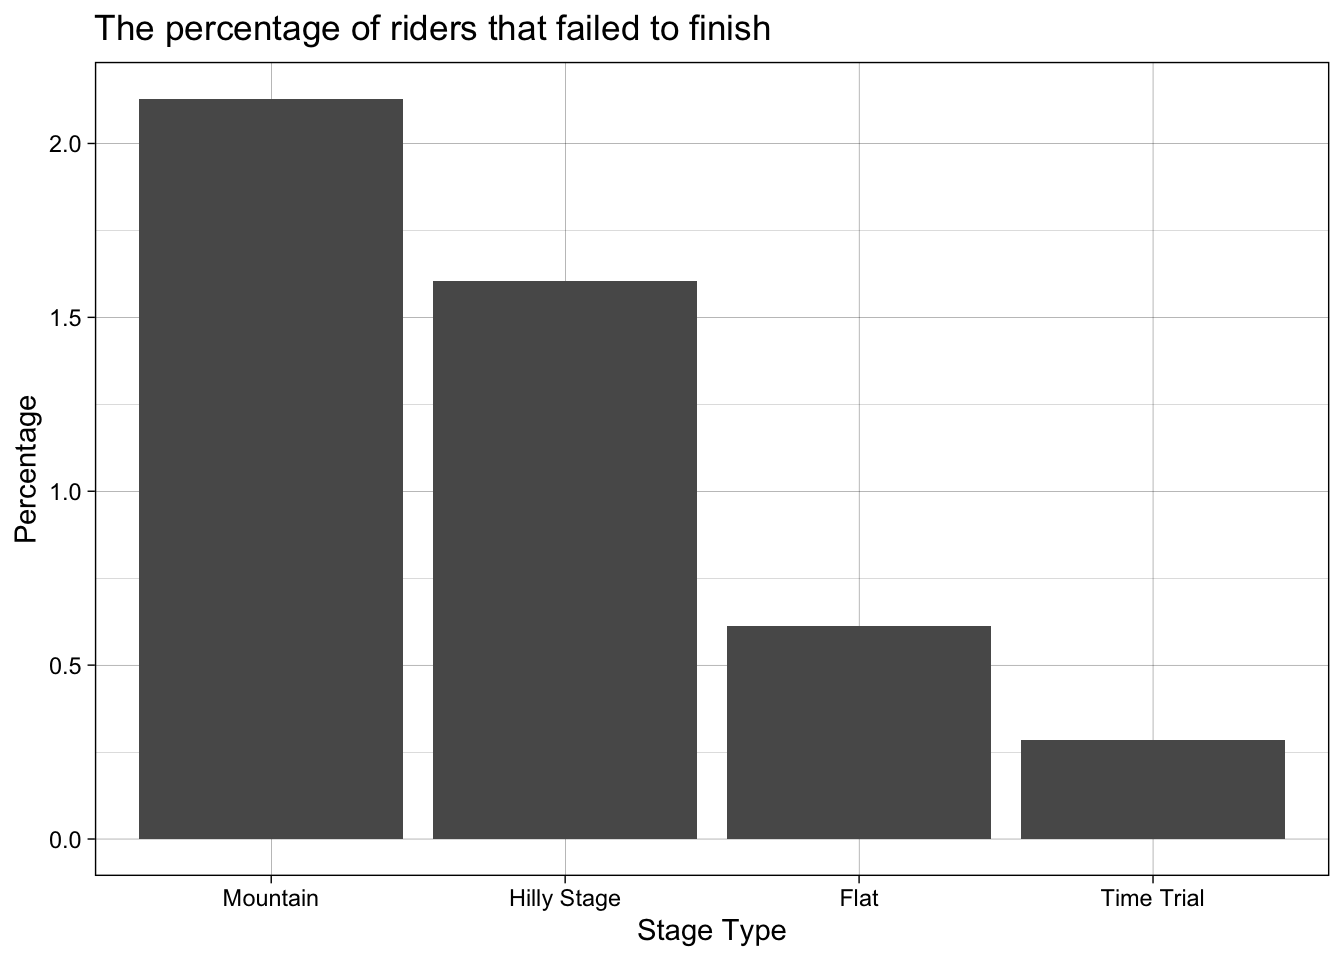 The percentage of riders that failed to finish
Percentage
2.0
1.5
1.0
0.5
0.0
Mountain Hilly Stage Flat Time Trial
Stage Type